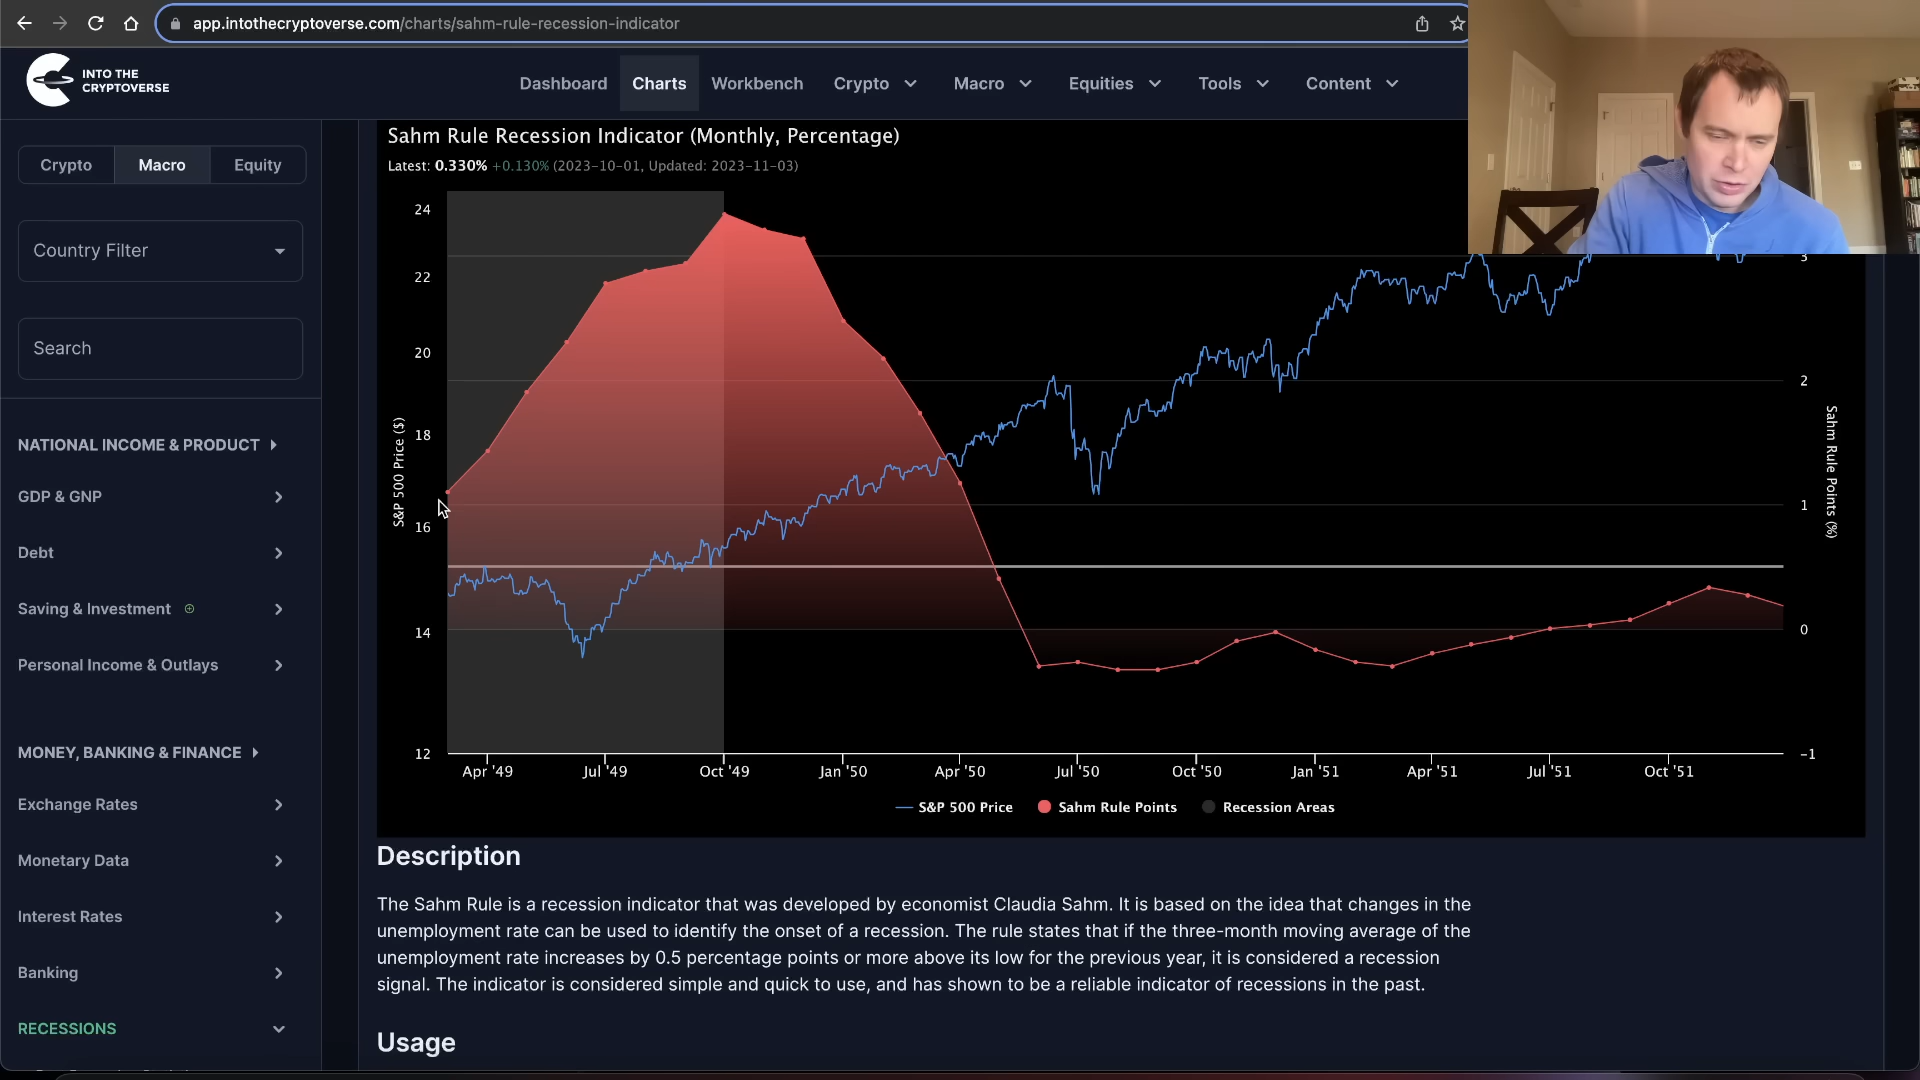 app.intothecryptoverse.com/charts/sahm-rule-recession-indicator
INTO THE
CRYPTOVERSE
Dashboard
Charts
Workbench
Crypto
Macro
Equities
Tools
Content
Crypto
Macro
Equity
Country Filter
Search
NATIONAL INCOME & PRODUCT
GDP & GNP
Debt
Saving & Investment
Personal Income & Outlays
MONEY, BANKING & FINANCE
Exchange Rates
Monetary Data
Interest Rates
Banking
RECESSIONS
Sahm Rule Recession Indicator (Monthly, Percentage)
Latest: 0.330% +0.130% (2023-10-01, Updated: 2023-11-03)
24
22
20
18
16
14
12
S&P 500 Price ($)
3
2
1
0
-1
Sahm Rule Points (%)
Apr '49
Jul '49
Oct '49
Jan '50
Apr '50
Jul '50
Oct '50
Jan '51
Apr '51
Jul '51
Oct '51
S&P 500 Price
Sahm Rule Points
Recession Areas
Description
The Sahm Rule is a recession indicator that was developed by economist Claudia Sahm. It is based on the idea that changes in the
unemployment rate can be used to identify the onset of a recession. The rule states that if the three-month moving average of the
unemployment rate increases by 0.5 percentage points or more above its low for the previous year, it is considered a recession
signal. The indicator is considered simple and quick to use, and has shown to be a reliable indicator of recessions in the past.
Usage